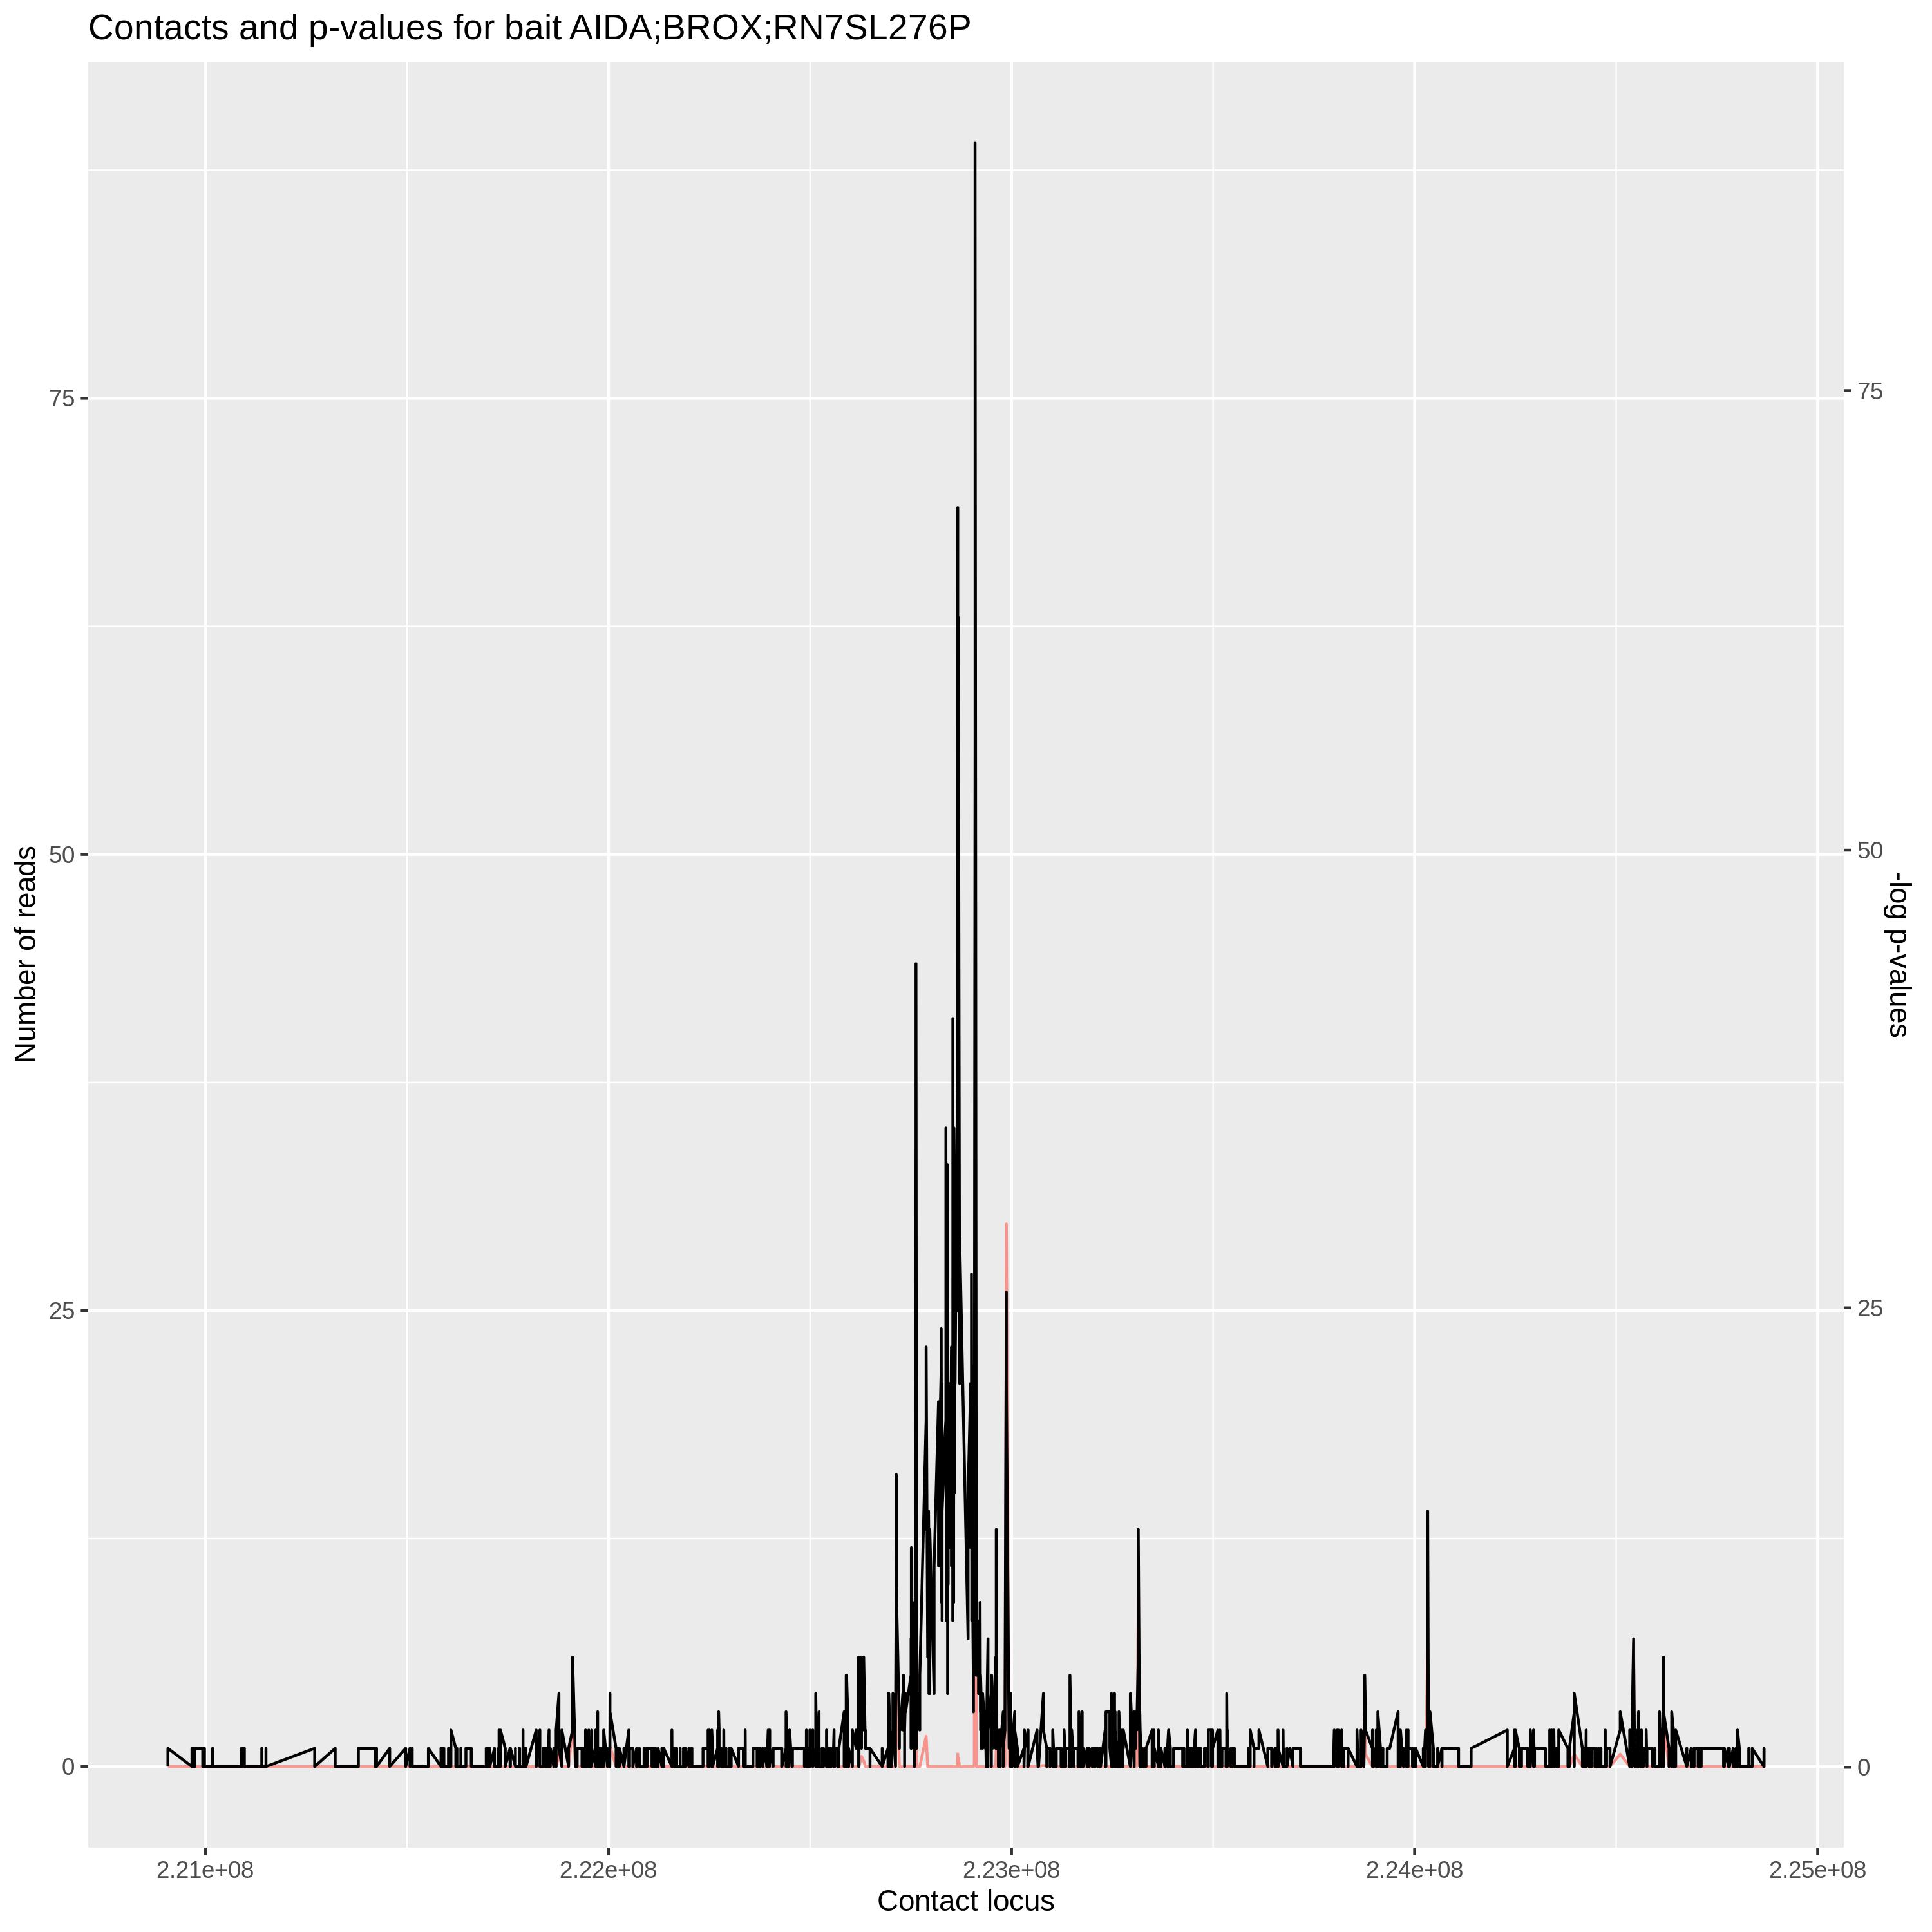 Contacts and p-values for bait AIDA;BROX;RN7SL276P
75
50
25
0
Number of reads
75
50
25
0
-log p-values
2.21e+08 2.22e+08 2.23e+08 2.24e+08 2.25e+08
Contact locus